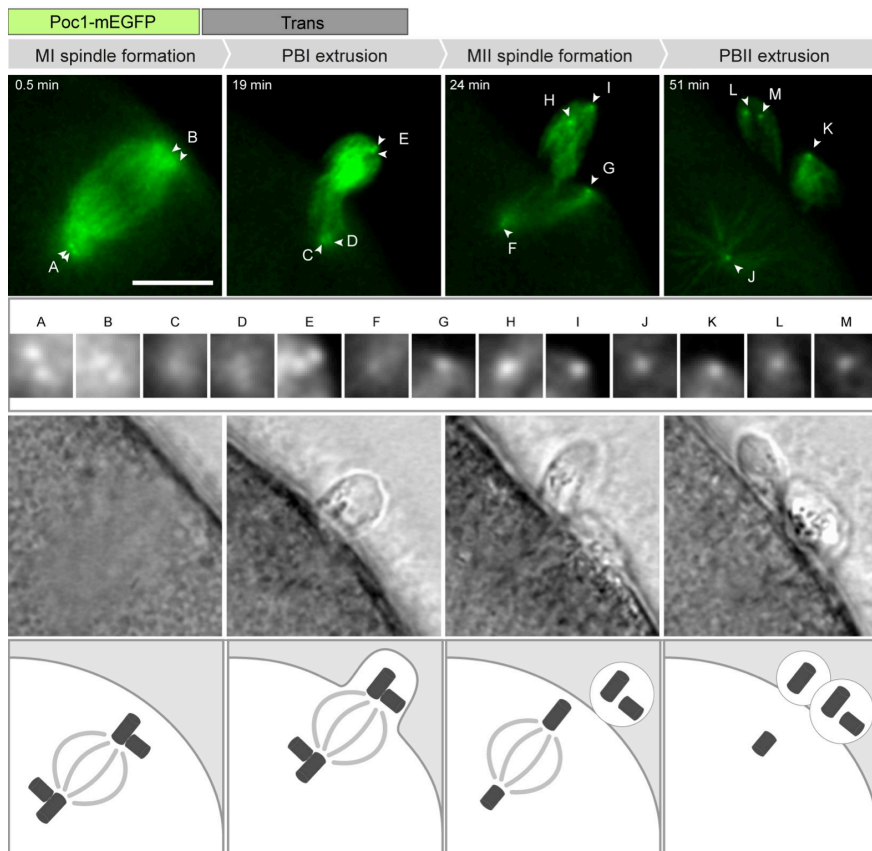 Poc1-mEGFP Trans
MI spindle formation PBI extrusion MII spindle formation PBII extrusion
0.5 min 19 min 24 min 51 min
B
A
E
C D
H I
G
F
L M
K
J
A B C D E F G H I J K L M